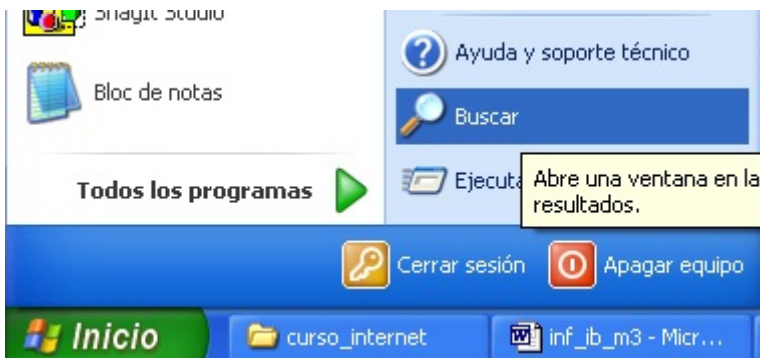 SnagIt Studio
Bloc de notas
Todos los programas
Ayuda y soporte técnico
Buscar
Ejecuta
Abre una ventana en la
resultados.
Cerrar sesión
Apagar equipo
Inicio
curso_internet
inf_ib_m3 - Micr...